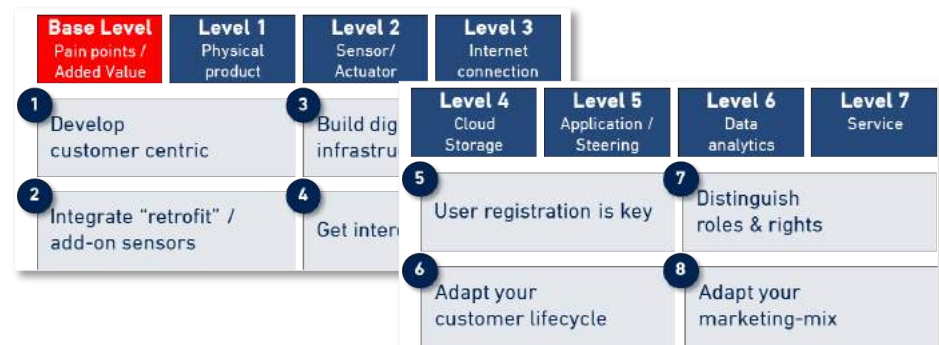 Base Level
Pain points /
Added Value
Level 1
Physical
product
Level 2
Sensor/
Actuator
Level 3
Internet
connection
1
Develop
customer centric
3
Build dig
infrastru
2
Integrate "retrofit" /
add-on sensors
4
Get inter
Level 4
Cloud
Storage
Level 5
Application /
Steering
Level 6
Data
analytics
Level 7
Service
5
User registration is key
7
Distinguish
roles & rights
6
Adapt your
customer lifecycle
8
Adapt your
marketing-mix